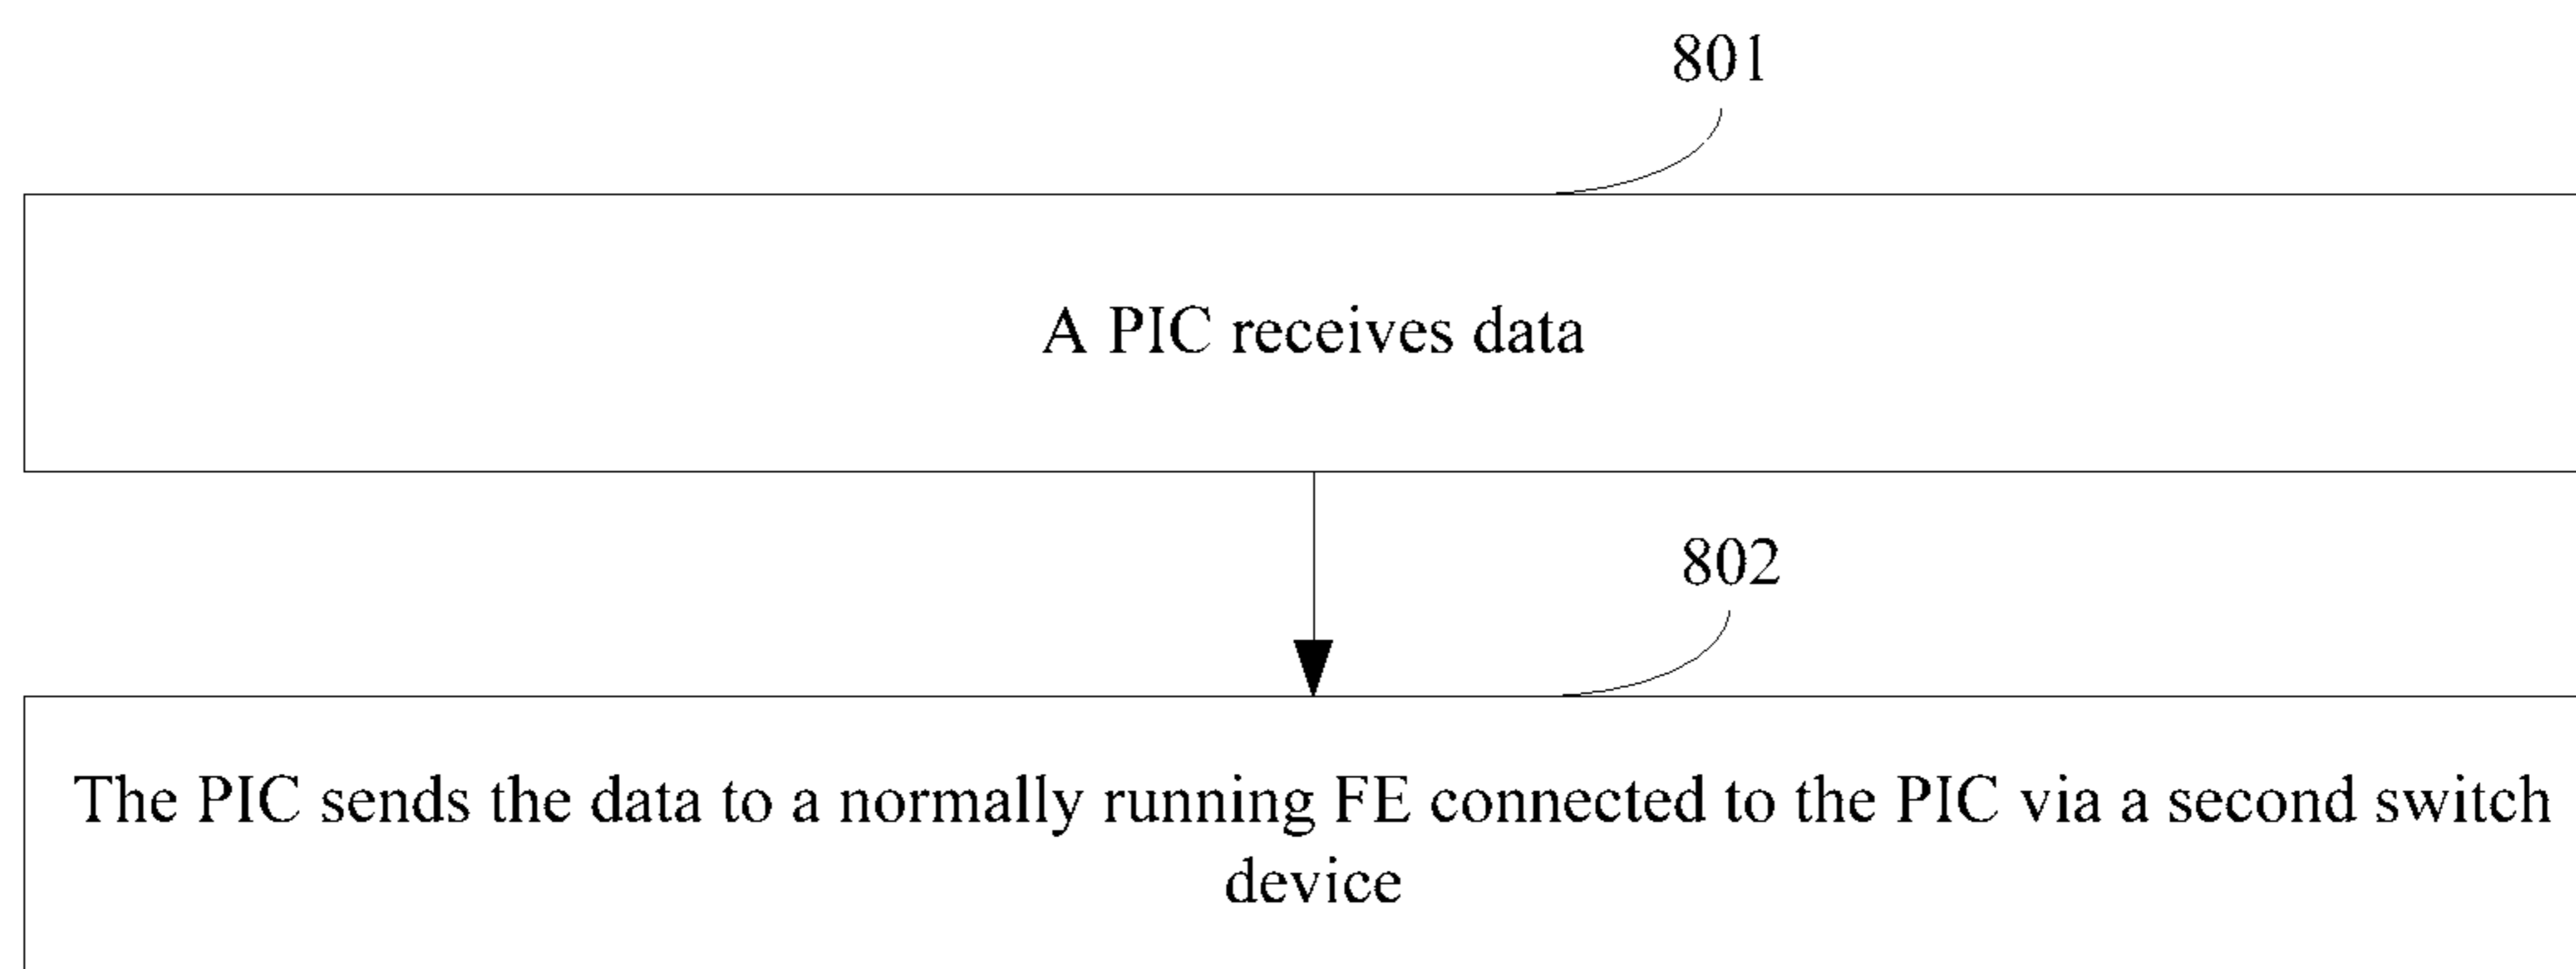 801
A PIC receives data
802
The PIC sends the data to a normally running FE connected to the PIC via a second switch
device